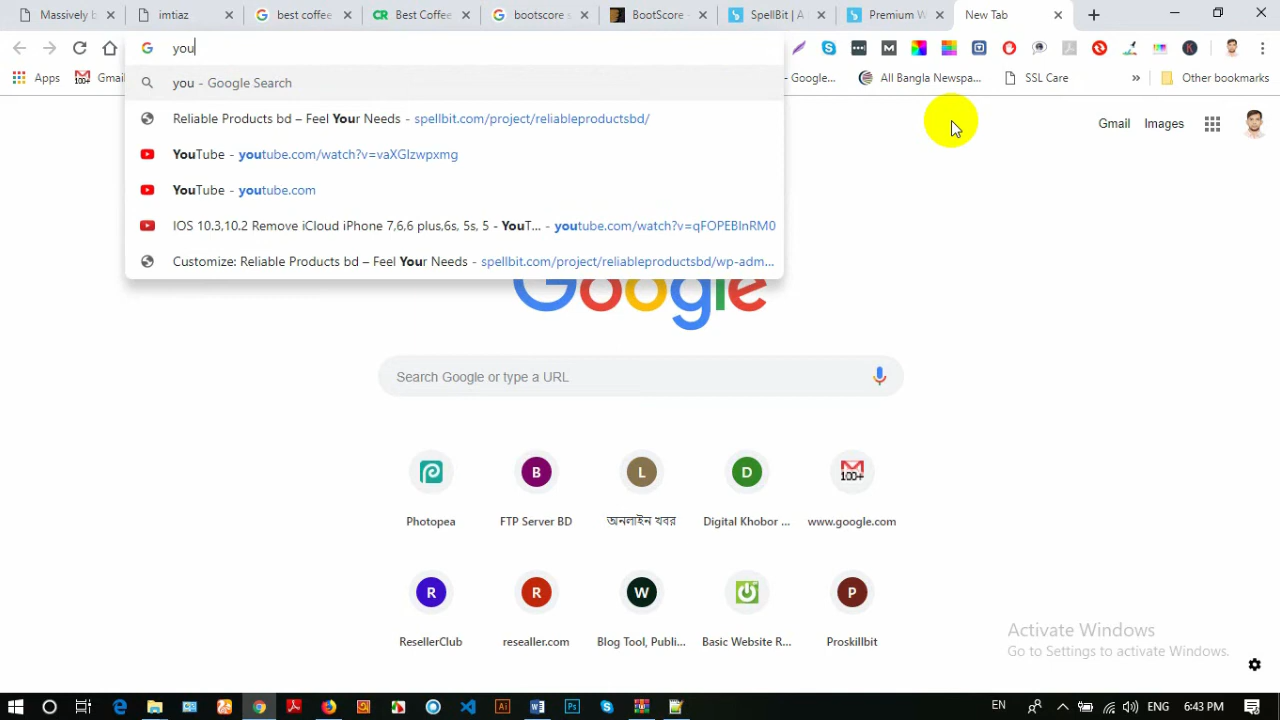 Massively b
imtiaz
best coffee
Best Coffee
bootscore s
BootScore -
SpellBit | A
Premium W
New Tab
you
Apps
Gmail
- Google...
All Bangla Newspa...
SSL Care
»
Other bookmarks
you - Google Search
Reliable Products bd – Feel Your Needs - spellbit.com/project/reliableproductsbd/
YouTube - youtube.com/watch?v=vaXGIzwpxmg
YouTube - youtube.com
IOS 10.3,10.2 Remove iCloud iPhone 7,6,6 plus,6s, 5s, 5 - YouT... - youtube.com/watch?v=qFOPEBInRM0
Customize: Reliable Products bd – Feel Your Needs - spellbit.com/project/reliableproductsbd/wp-adm...
Gmail
Images
Google
Search Google or type a URL
Photopea
FTP Server BD
অনলাইন খবর
Digital Khobor ...
www.google.com
ResellerClub
resealler.com
Blog Tool, Publi...
Basic Website R...
Proskillbit
Activate Windows
Go to Settings to activate Windows.
EN
ENG
6:43 PM